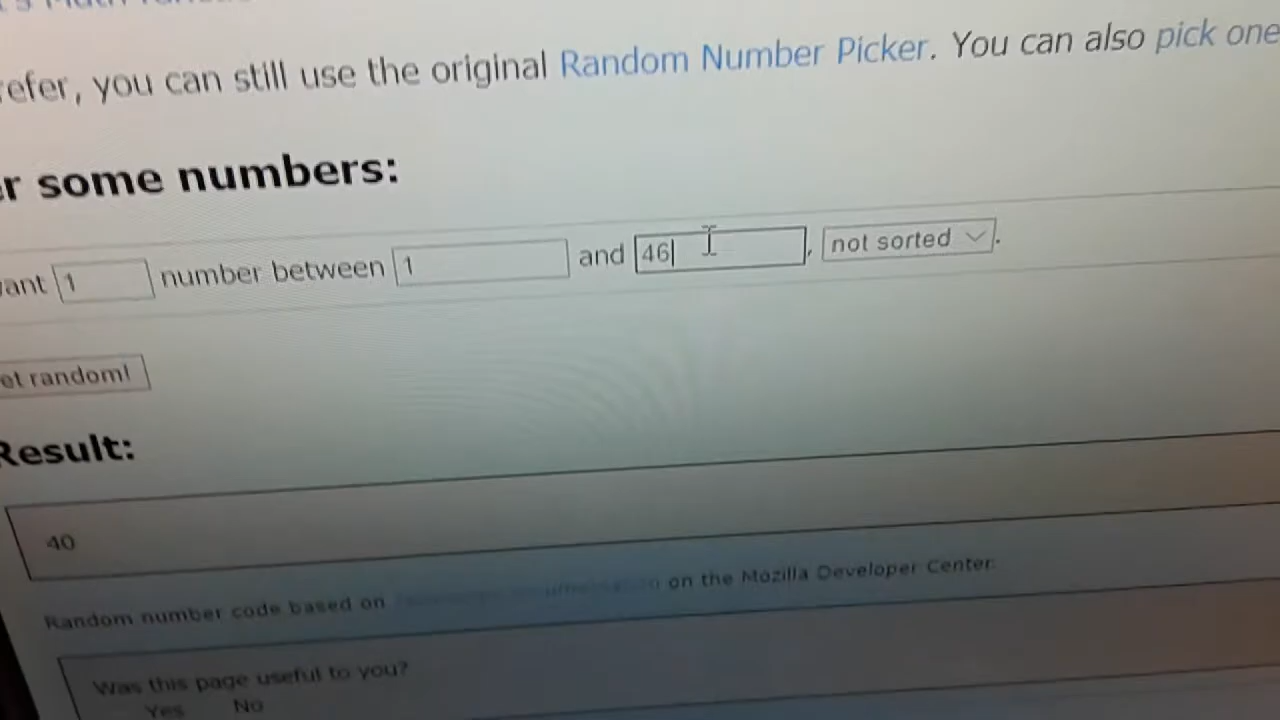 refer, you can still use the original Random Number Picker. You can also pick one
r some numbers:
ant 1 number between 1 and 46, not sorted.
et random!
Result:
40
Random number code based on on the Mozilla Developer Center.
Was this page useful to you?
Yes No